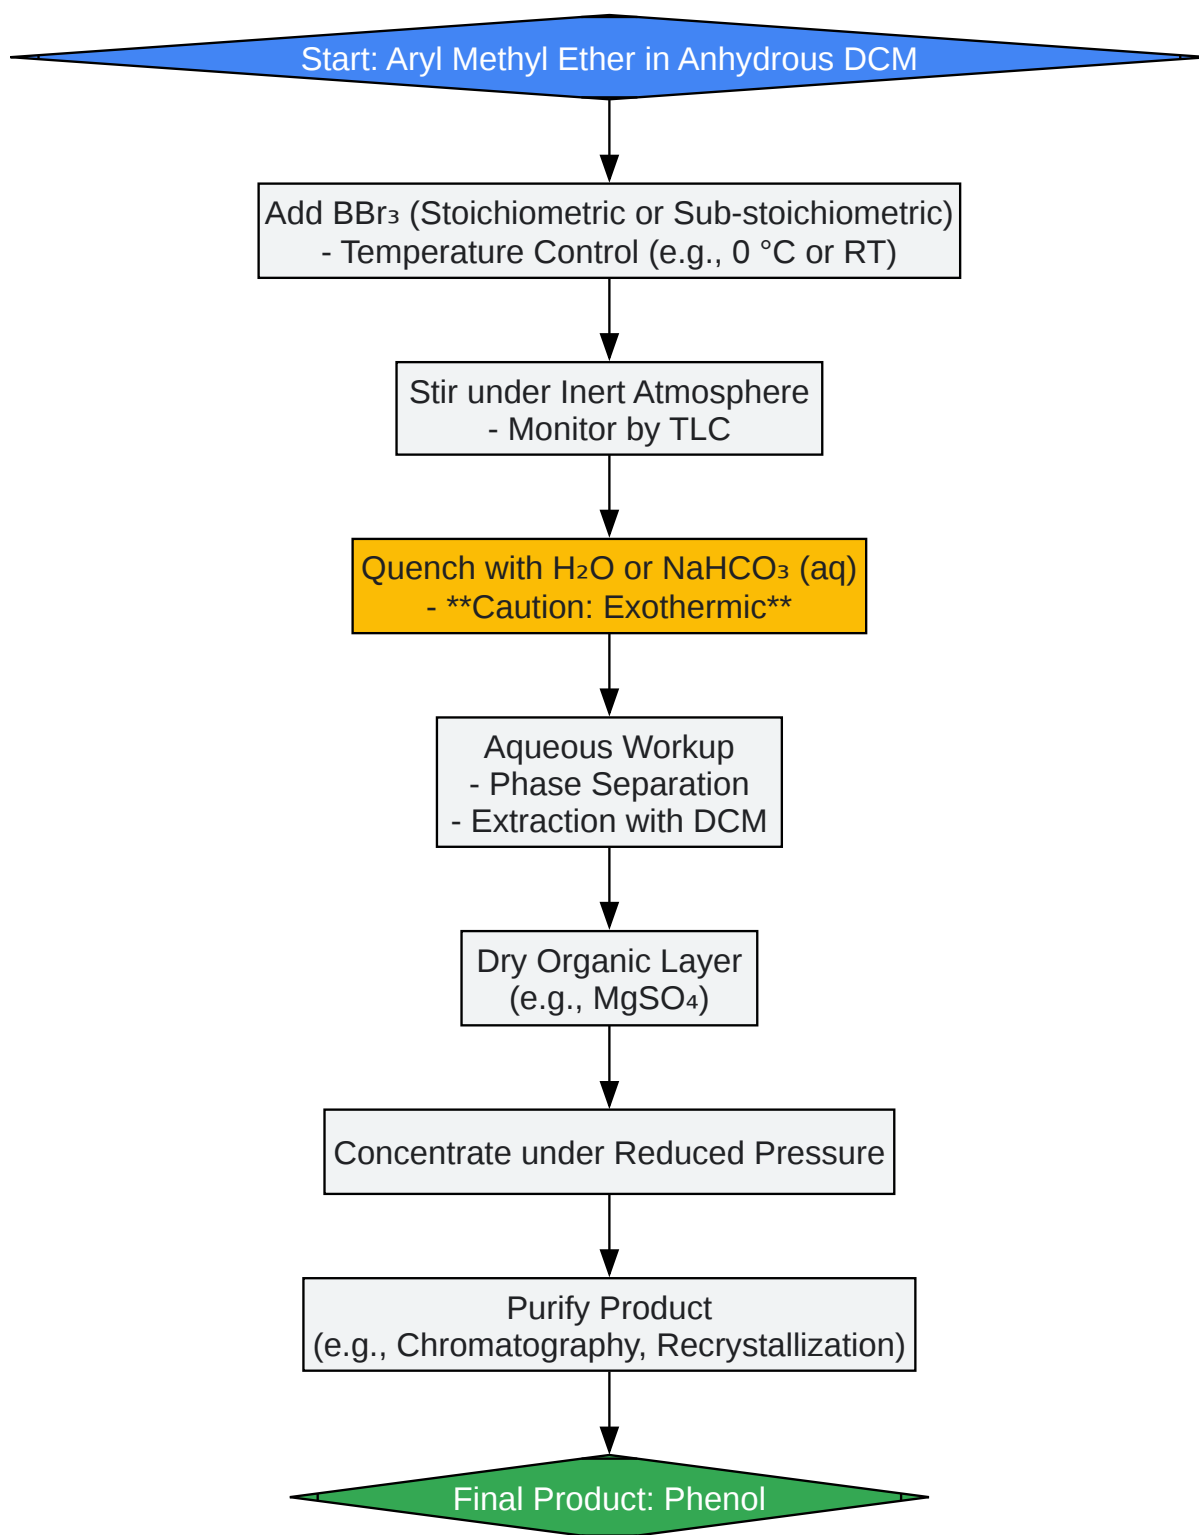 Start: Aryl Methyl Ether in Anhydrous DCM
Add BBr₃ (Stoichiometric or Sub-stoichiometric)
- Temperature Control (e.g., 0 °C or RT)
Stir under Inert Atmosphere
- Monitor by TLC
Quench with H₂O or NaHCO₃ (aq)
- **Caution: Exothermic**
Aqueous Workup
- Phase Separation
- Extraction with DCM
Dry Organic Layer
(e.g., MgSO₄)
Concentrate under Reduced Pressure
Purify Product
(e.g., Chromatography, Recrystallization)
Final Product: Phenol